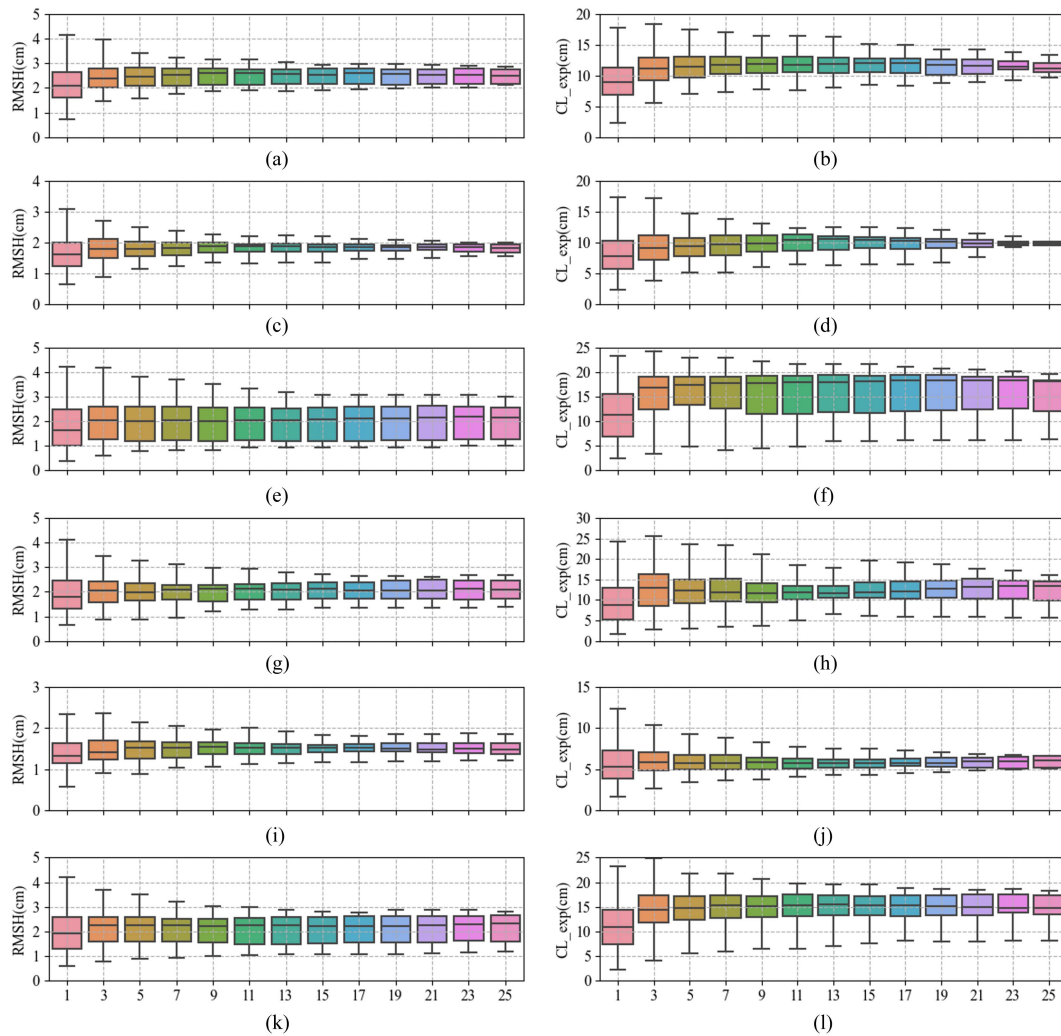 5
4
3
2
1
0
RMSH(cm)
(a)
20
15
10
5
0
CL_exp(cm)
(b)
4
3
2
1
0
RMSH(cm)
(c)
20
15
10
5
0
CL_exp(cm)
(d)
5
4
3
2
1
0
RMSH(cm)
(e)
25
20
15
10
5
0
CL_exp(cm)
(f)
5
4
3
2
1
0
RMSH(cm)
(g)
30
25
20
15
10
5
0
CL_exp(cm)
(h)
3
2
1
0
RMSH(cm)
(i)
15
10
5
0
CL_exp(cm)
(j)
5
4
3
2
1
0
RMSH(cm)
1 3 5 7 9 11 13 15 17 19 21 23 25
(k)
25
20
15
10
5
0
CL_exp(cm)
1 3 5 7 9 11 13 15 17 19 21 23 25
(l)